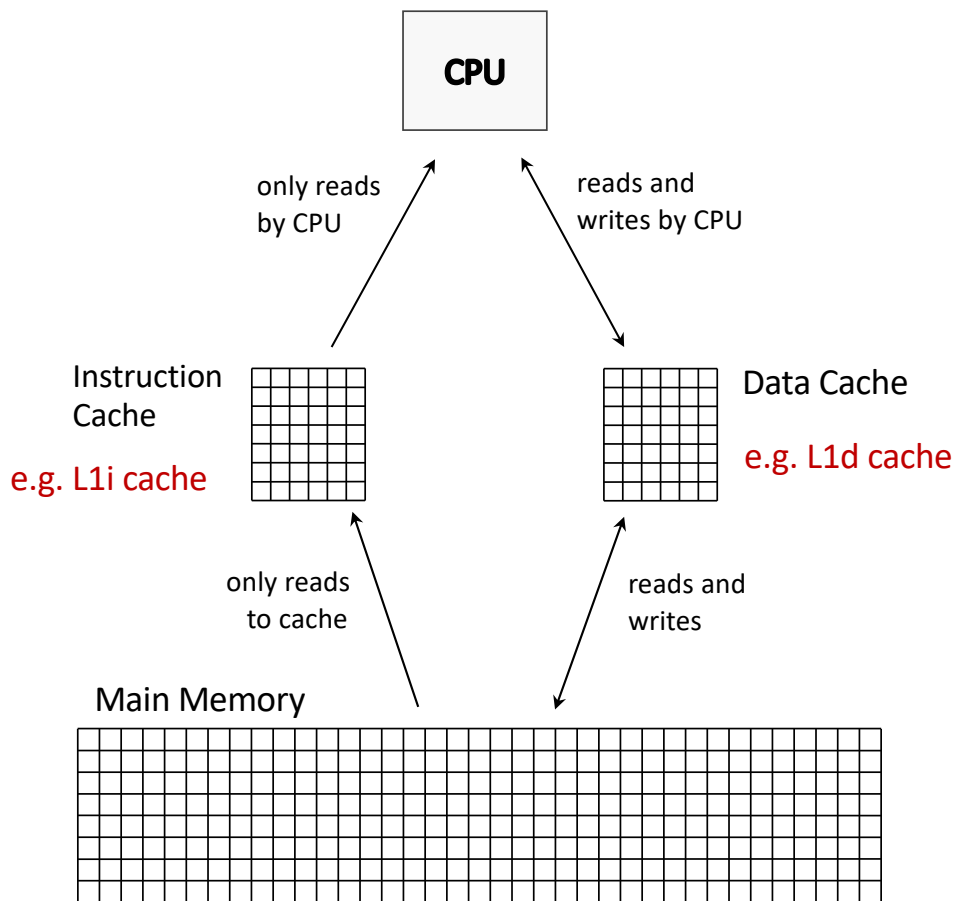 CPU
only reads
by CPU
reads and
writes by CPU
Instruction
Cache
e.g. L1i cache
Data Cache
e.g. L1d cache
only reads
to cache
reads and
writes
Main Memory